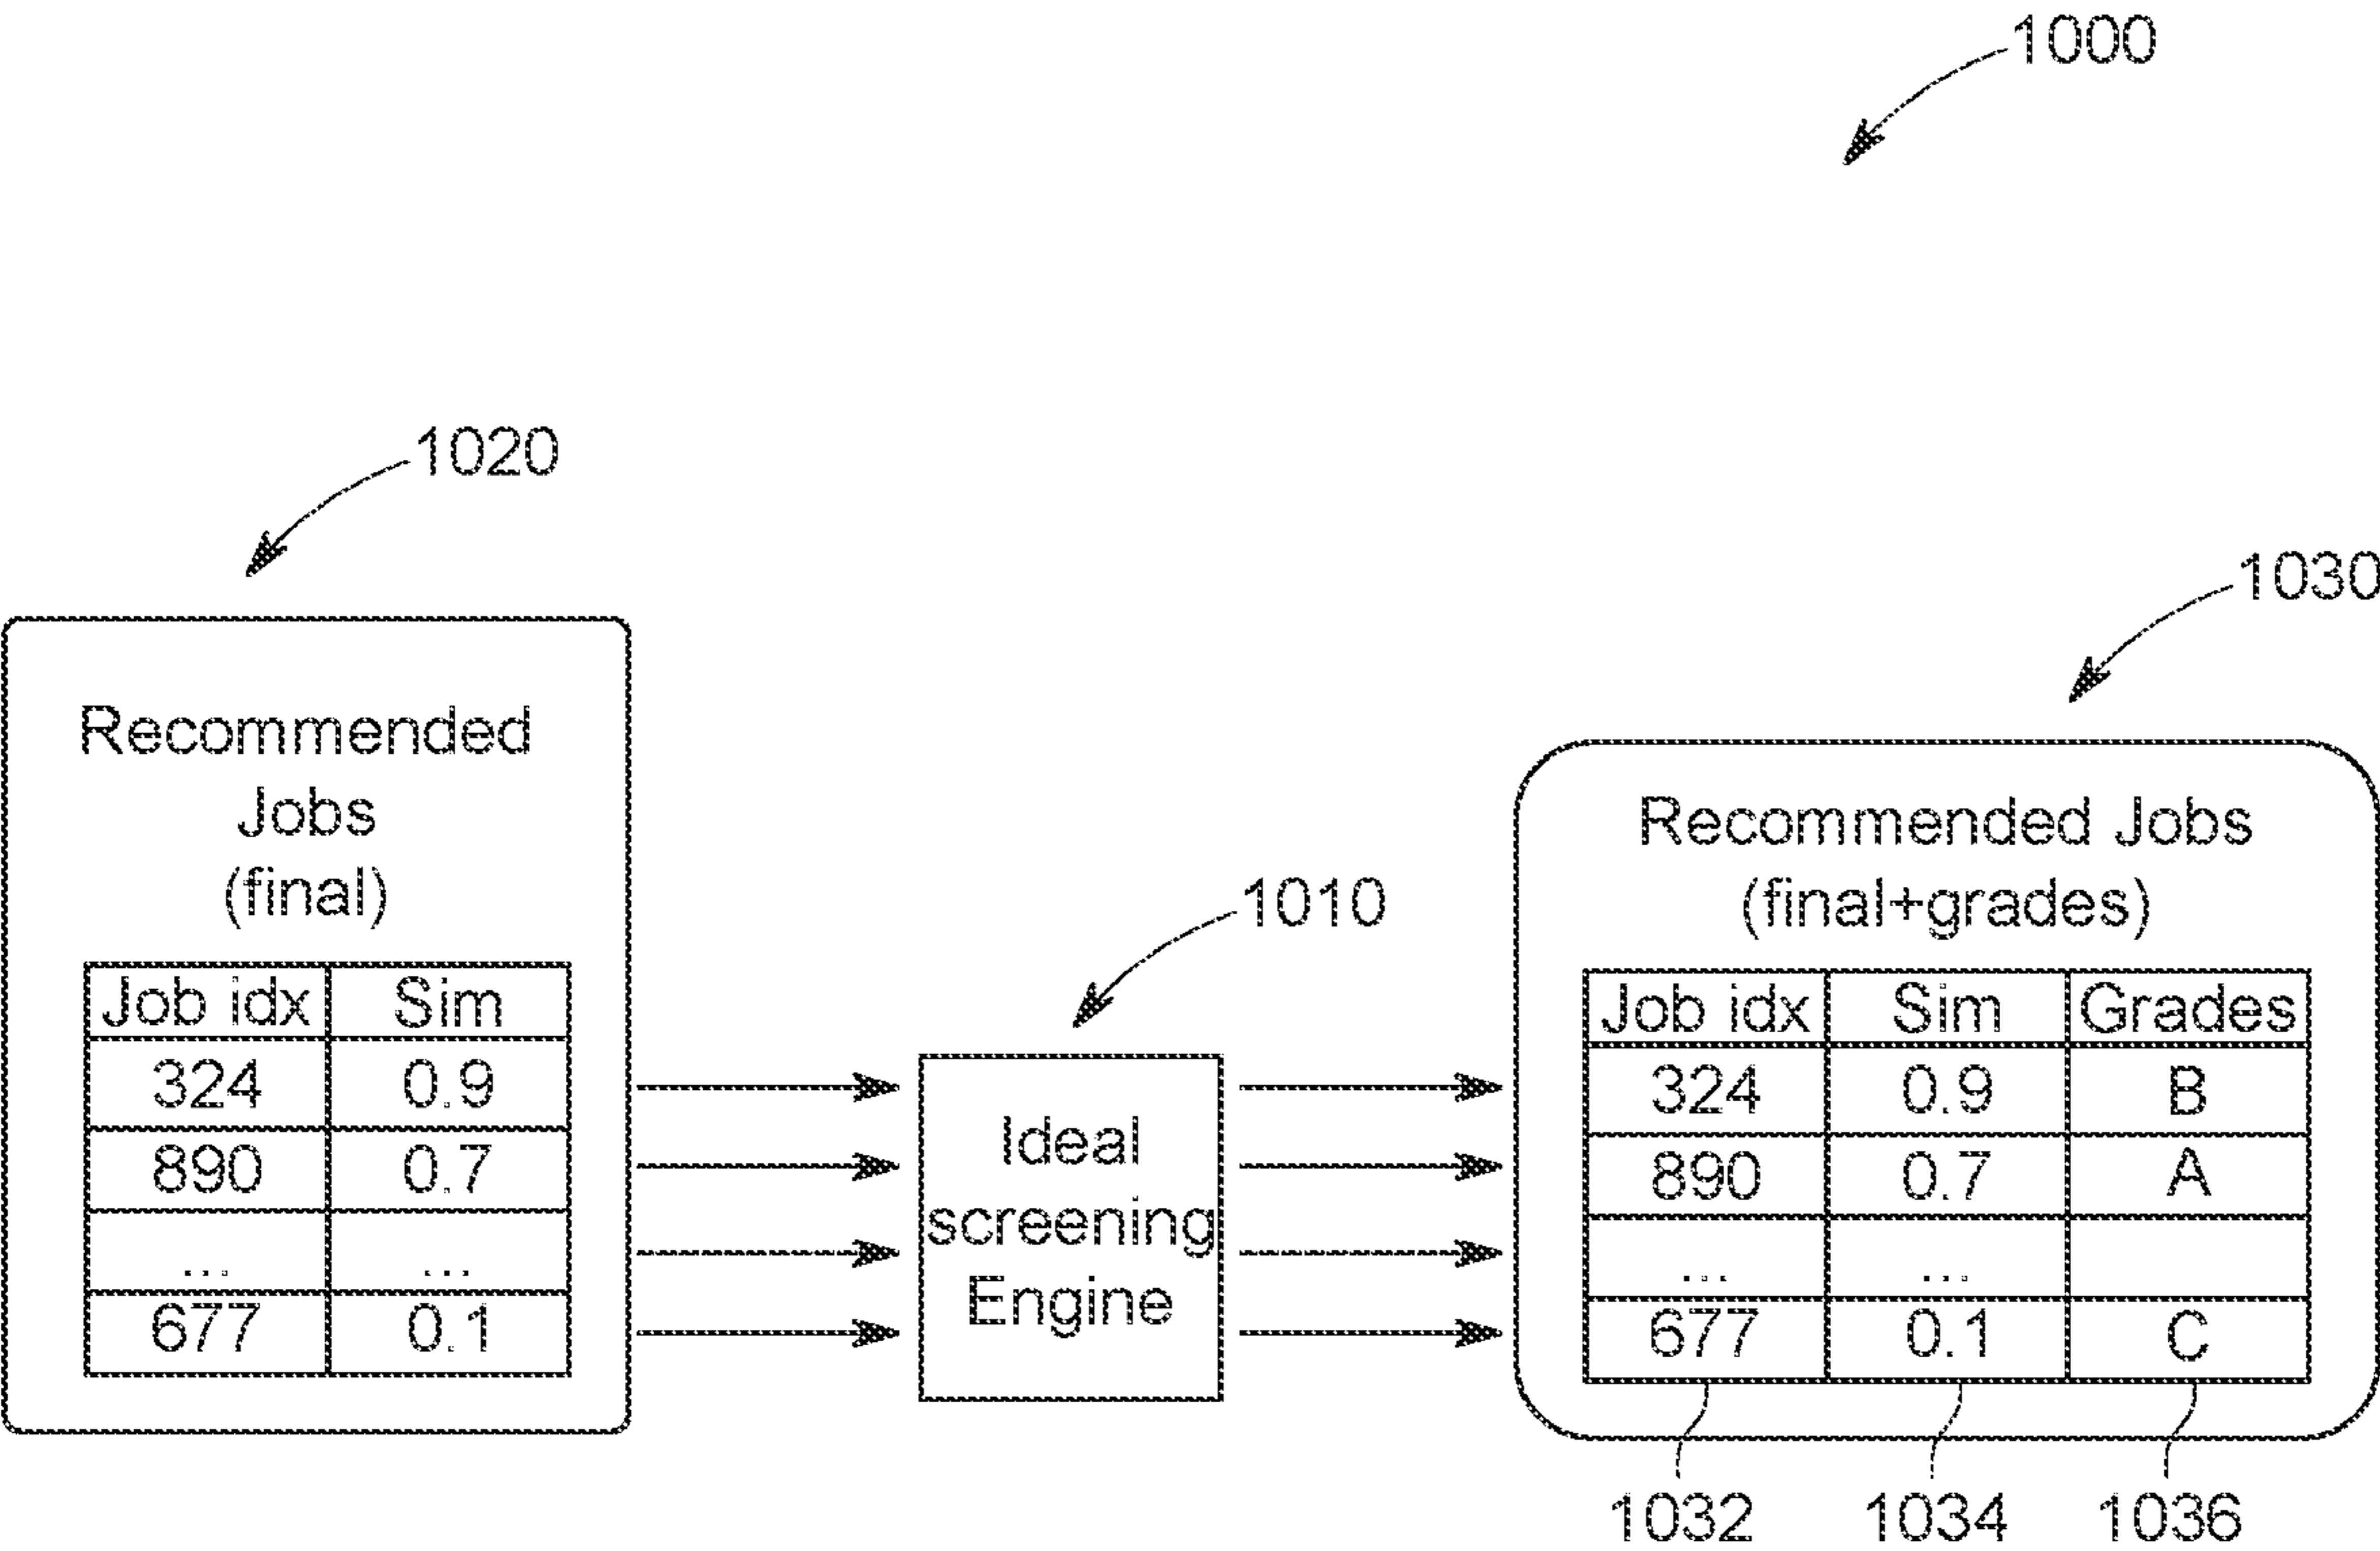 1000
1020
Recommended
Jobs
(final)
Job idx Sim
324 0.9
890 0.7
... ...
677 0.1
1010
Ideal
screening
Engine
1030
Recommended Jobs
(final+grades)
Job idx Sim Grades
324 0.9 B
890 0.7 A
... ...
677 0.1 C
1032 1034 1036